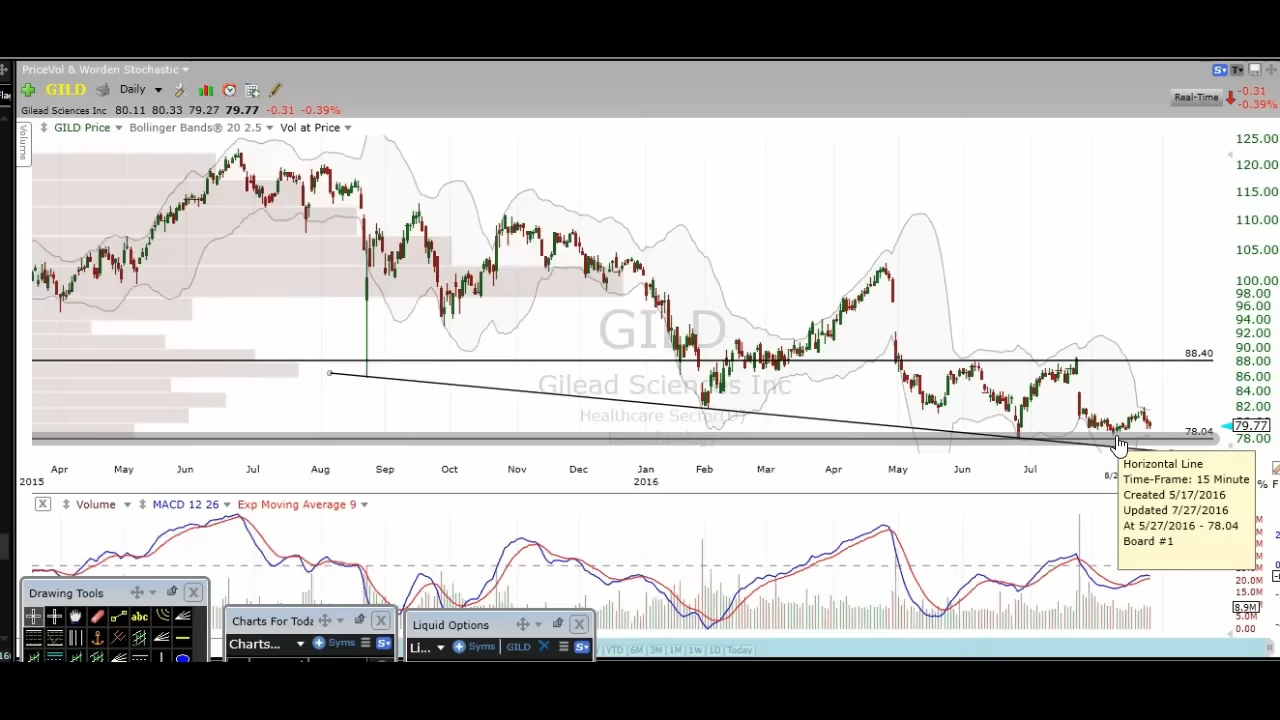 PriceVol & Worden Stochastic
GILD Daily
Real-Time -0.31
-0.39%
Gilead Sciences Inc 80.11 80.33 79.27 79.77 -0.31 -0.39%
GILD Price Bollinger Bands® 20 2.5 Vol at Price
Volume
125.00
120.00
115.00
110.00
105.00
100.00
98.00
96.00
94.00
92.00
90.00
88.40
88.00
86.00
84.00
82.00
79.77
78.04
78.00
GILD
Gilead Sciences Inc
Healthcare Sector
Apr May Jun Jul Aug Sep Oct Nov Dec Jan Feb Mar Apr May Jun Jul
2015 2016
Horizontal Line
Time-Frame: 15 Minute
Created 5/17/2016
Updated 7/27/2016
At 5/27/2016 - 78.04
Board #1
X Volume MACD 12 26 Exp Moving Average 9
20.0M
8.9M
5.0M
0.00
Drawing Tools X
abc
Charts For Toda X
Charts... Syms S
Liquid Options X
Li... Syms GILD X S
YTD 6M 3M 1M 1W 1D Today